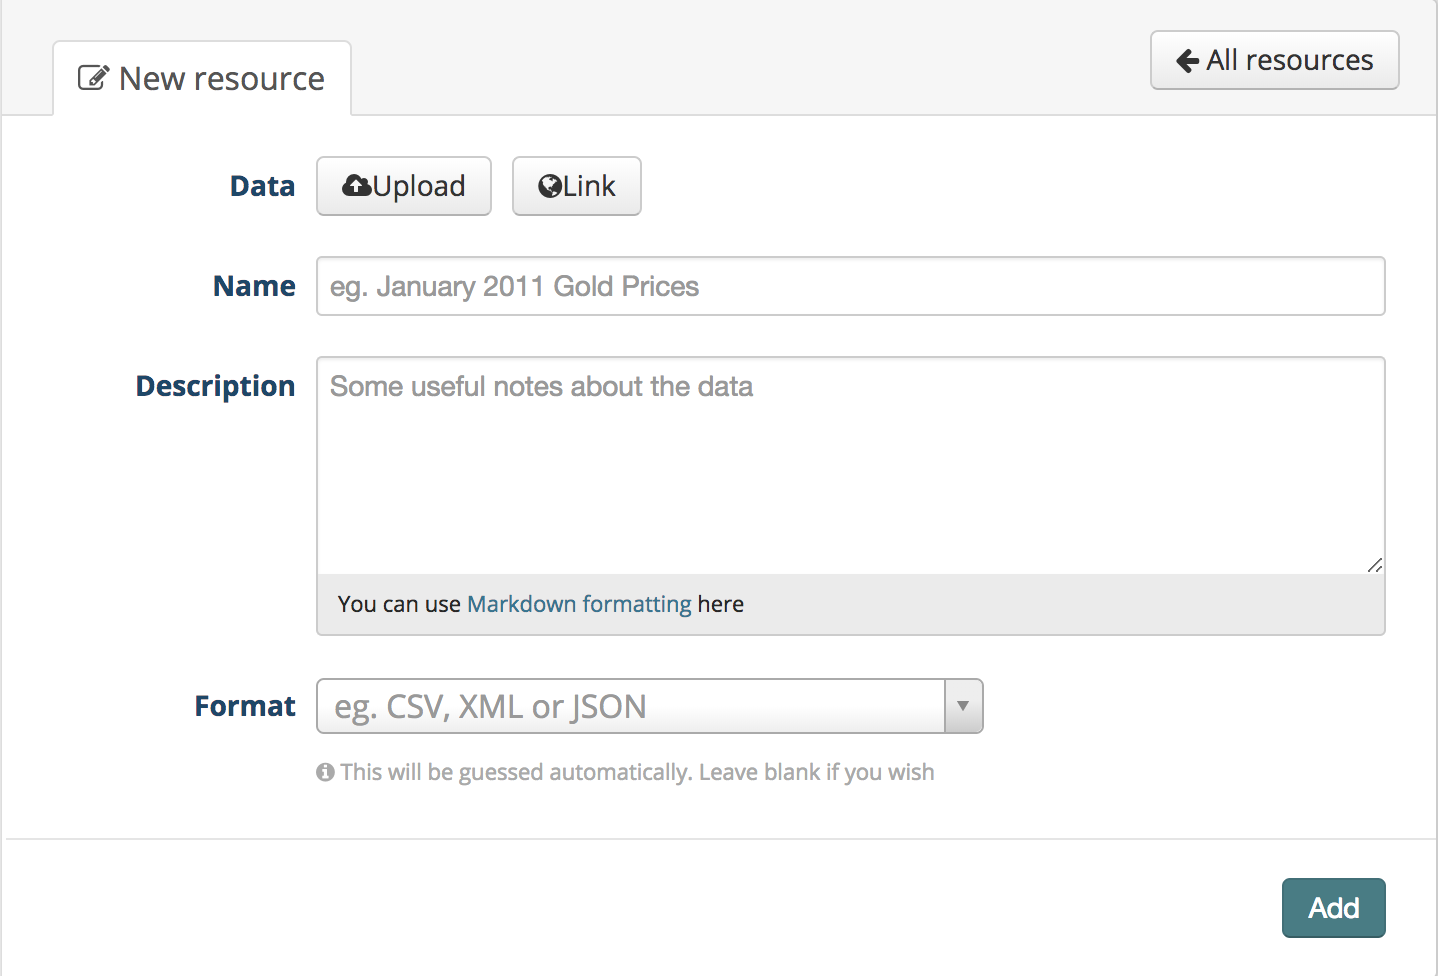 New resource
All resources
Data
Upload
Link
Name
eg. January 2011 Gold Prices
Description
Some useful notes about the data
You can use Markdown formatting here
Format
eg. CSV, XML or JSON
This will be guessed automatically. Leave blank if you wish
Add